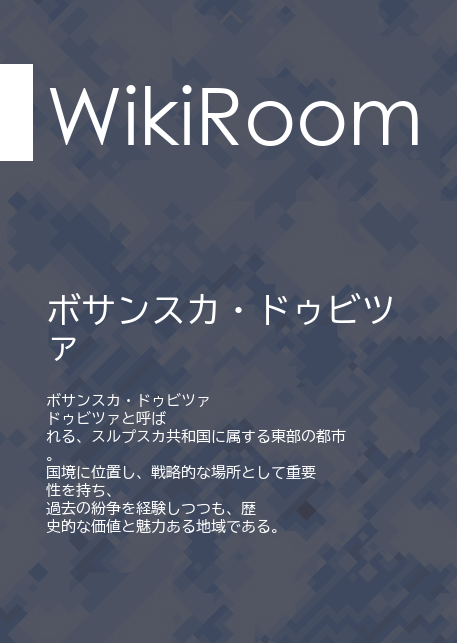 WikiRoom
ボサンスカ・ドゥビツ
ァ
ボサンスカ・ドゥビツァ
ドゥビツァと呼ば
れる、スルプスカ共和国に属する東部の都市
。
国境に位置し、戦略的な場所として重要
性を持ち、
過去の紛争を経験しつつも、歴
史的な価値と魅力ある地域である。